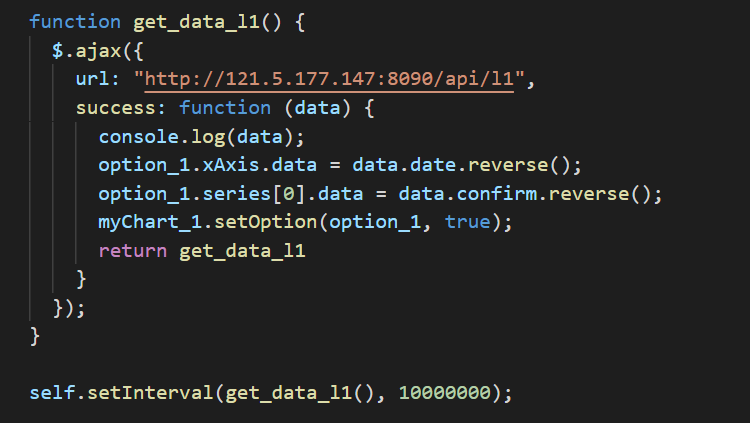 function get_data_l1() {
  $.ajax({
    url: "http://121.5.177.147:8090/api/l1",
    success: function (data) {
      console.log(data);
      option_1.xAxis.data = data.date.reverse();
      option_1.series[0].data = data.confirm.reverse();
      myChart_1.setOption(option_1, true);
      return get_data_l1
    }
  });
}

self.setInterval(get_data_l1(), 10000000);